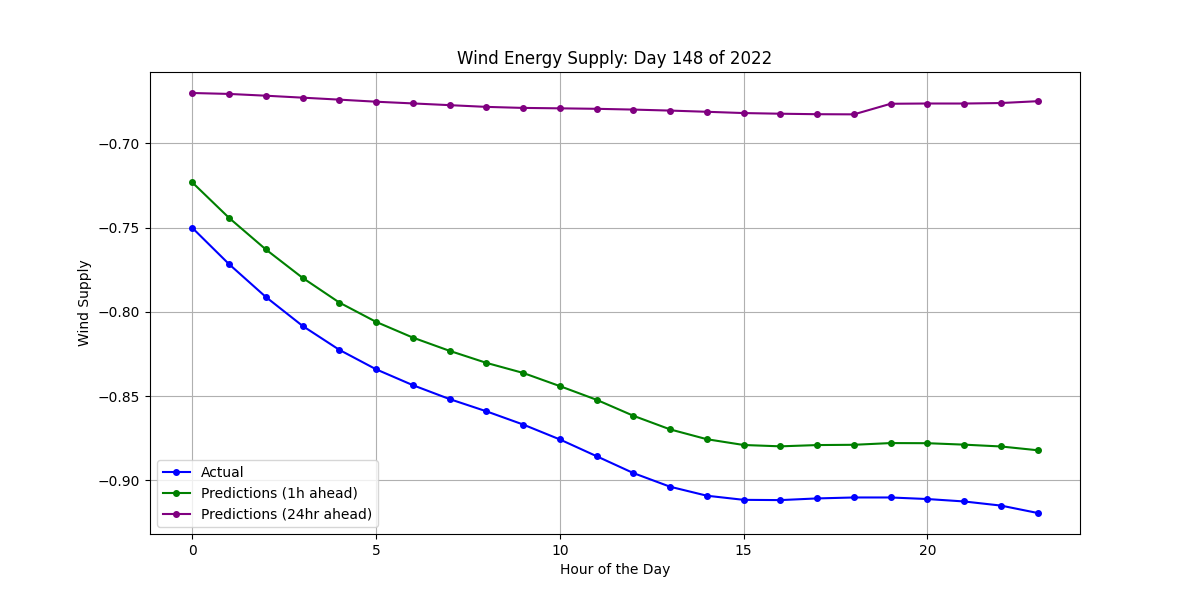 Wind Energy Supply: Day 148 of 2022
−0.70
−0.75
−0.80
−0.85
−0.90
Wind Supply
Actual
Predictions (1h ahead)
Predictions (24hr ahead)
0
5
10
15
20
Hour of the Day